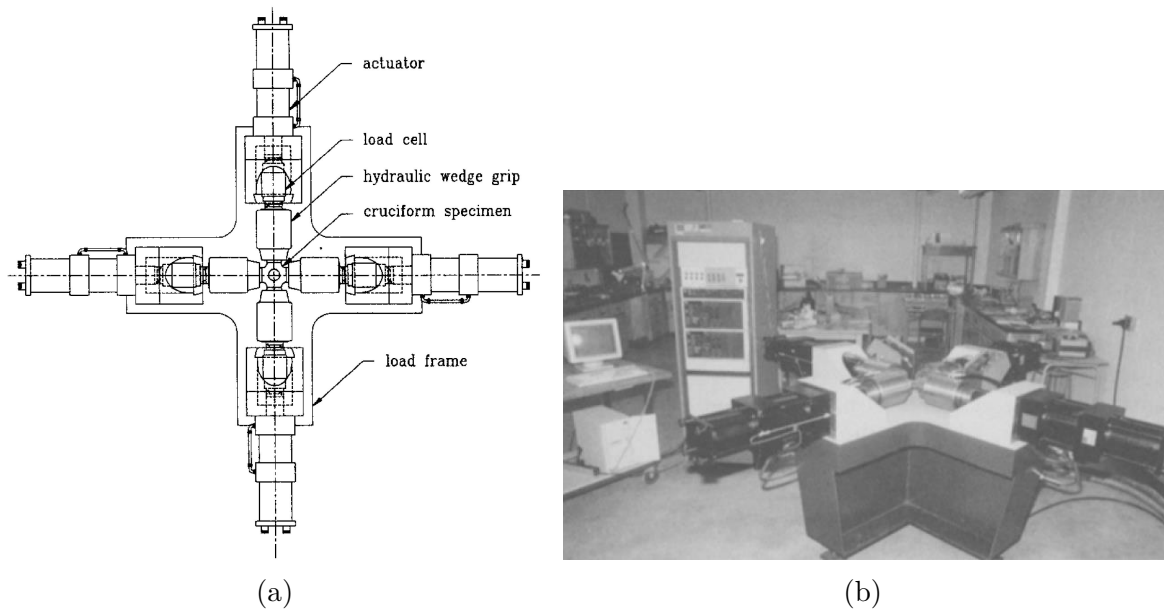 actuator
load cell
hydraulic wedge grip
cruciform specimen
load frame
(a)
(b)